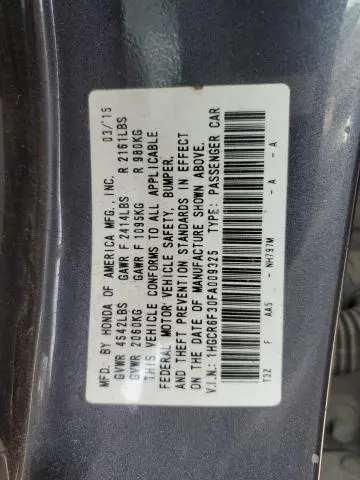 MFD. BY HONDA OF AMERICA MFG., INC. 03/'15
GVWR 4542LBS GAWR F 2414LBS R 2161LBS
GVWR 2060KG GAWR F 1095KG R 980KG
THIS VEHICLE CONFORMS TO ALL APPLICABLE
FEDERAL MOTOR VEHICLE SAFETY, BUMPER,
AND THEFT PREVENTION STANDARDS IN EFFECT
ON THE DATE OF MANUFACTURE SHOWN ABOVE.
V.I.N.: 1HGCR6F30FA009325 TYPE: PASSENGER CAR
T3Z F AA5 - NH797M - A - A